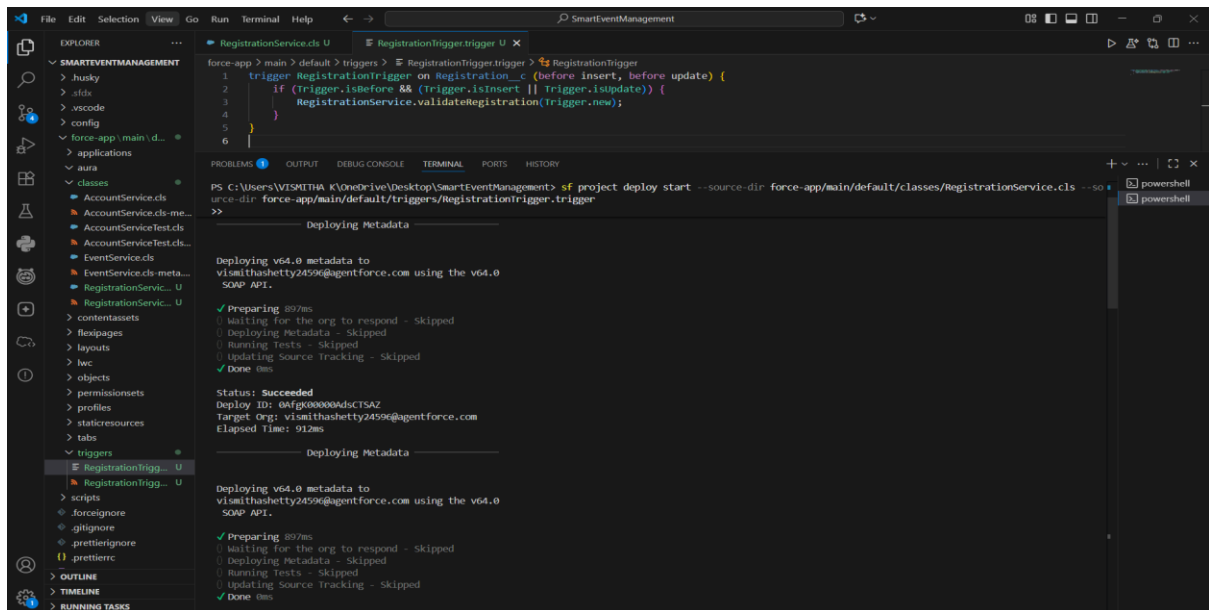 File Edit Selection View Go Run Terminal Help
SmartEventManagement
EXPLORER
SMARTEVENTMANAGEMENT
.husky
.sfdx
.vscode
config
force-app\main\d...
applications
aura
classes
AccountService.cls
AccountService.cls-me...
AccountServiceTest.cls
AccountServiceTest.cls...
EventService.cls
EventService.cls-meta....
RegistrationServic... U
RegistrationServic... U
contentassets
flexipages
layouts
lwc
objects
permissionsets
profiles
staticresources
tabs
triggers
RegistrationTrigg... U
RegistrationTrigg... U
scripts
.forceignore
.gitignore
.prettierignore
.prettierrc
OUTLINE
TIMELINE
RUNNING TASKS
RegistrationService.cls U
RegistrationTrigger.trigger U
force-app > main > default > triggers > RegistrationTrigger.trigger > RegistrationTrigger
1 trigger RegistrationTrigger on Registration__c (before insert, before update) {
2 if (Trigger.isBefore && (Trigger.isInsert || Trigger.isUpdate)) {
3 RegistrationService.validateRegistration(Trigger.new);
4 }
5 }
6
PROBLEMS 1 OUTPUT DEBUG CONSOLE TERMINAL PORTS HISTORY
powershell
powershell
PS C:\Users\VISMITHA K\OneDrive\Desktop\SmartEventManagement> sf project deploy start --source-dir force-app/main/default/classes/RegistrationService.cls --so
urce-dir force-app/main/default/triggers/RegistrationTrigger.trigger
>>
Deploying Metadata
Deploying v64.0 metadata to
vismithashetty24596@agentforce.com using the v64.0
SOAP API.
✓ Preparing 897ms
Waiting for the org to respond - Skipped
Deploying Metadata - Skipped
Running Tests - Skipped
Updating Source Tracking - Skipped
✓ Done 0ms
Status: Succeeded
Deploy ID: 0AfgK00000AdsCTSAZ
Target Org: vismithashetty24596@agentforce.com
Elapsed Time: 912ms
Deploying Metadata
Deploying v64.0 metadata to
vismithashetty24596@agentforce.com using the v64.0
SOAP API.
✓ Preparing 897ms
Waiting for the org to respond - Skipped
Deploying Metadata - Skipped
Running Tests - Skipped
Updating Source Tracking - Skipped
✓ Done 0ms